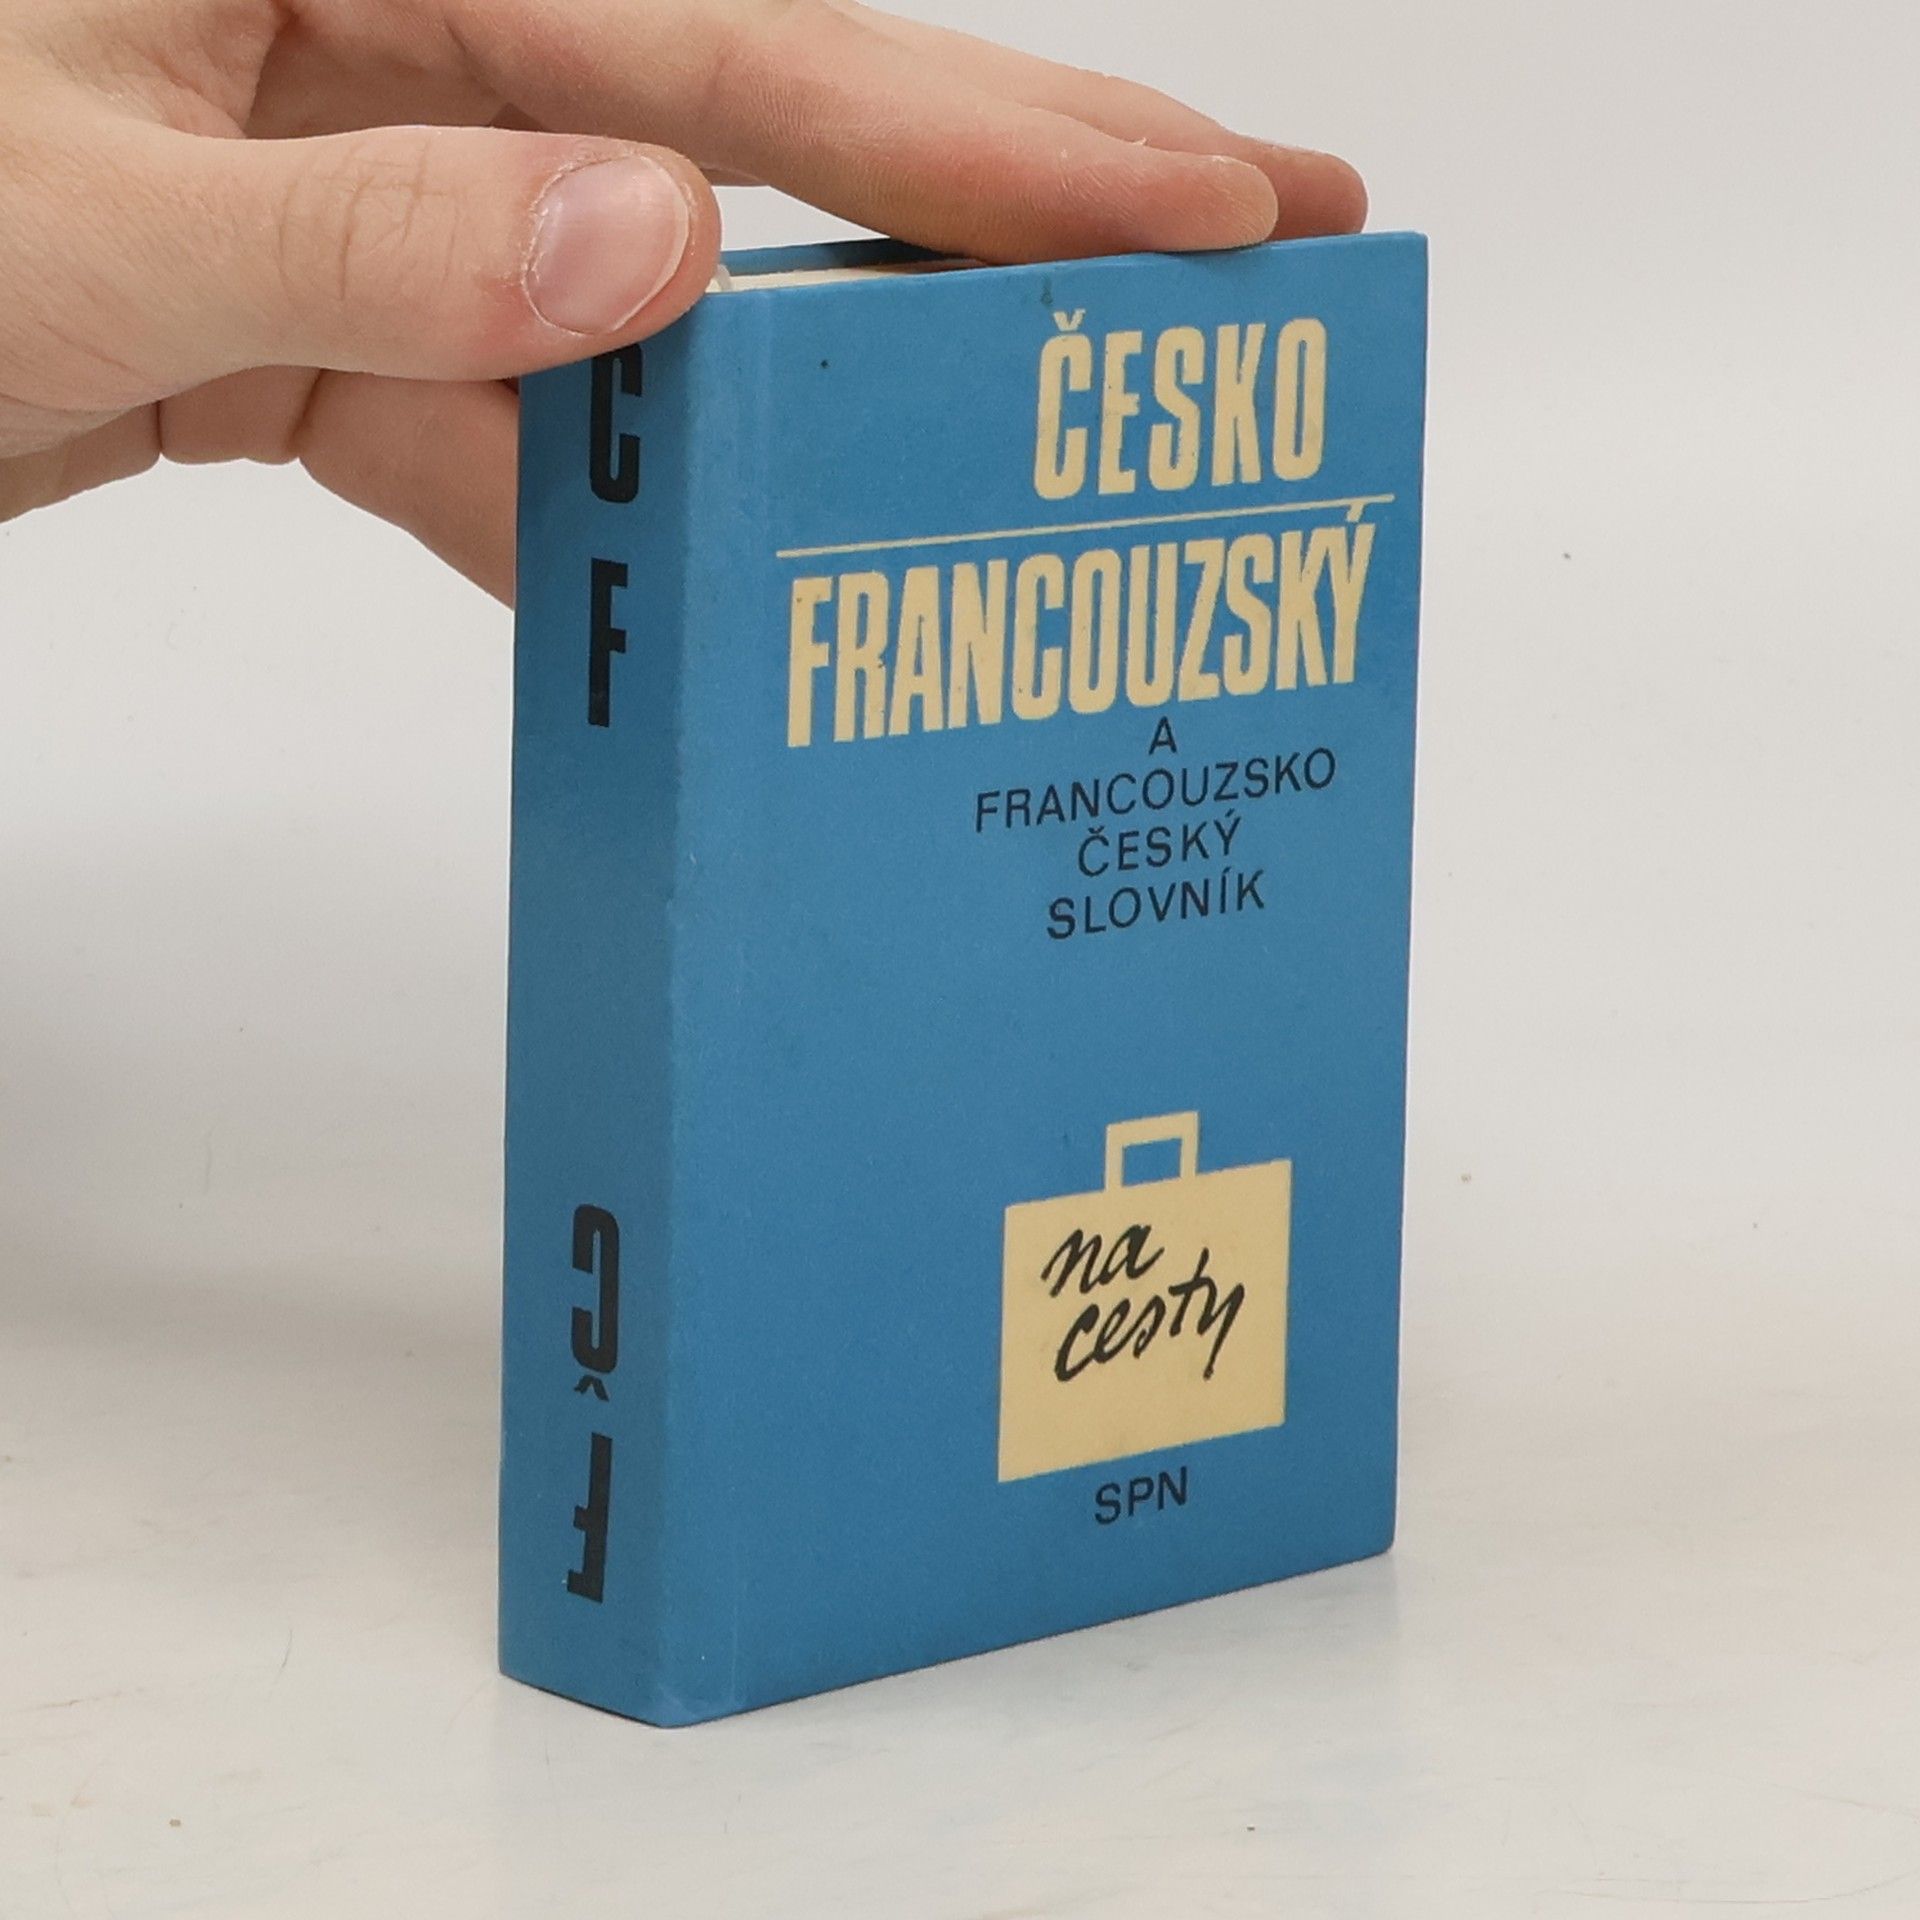 C
F
Č
F
ČESKO
FRANCOUZSKÝ
A
FRANCOUZSKO
ČESKÝ
SLOVNÍK
na
cesty
SPN